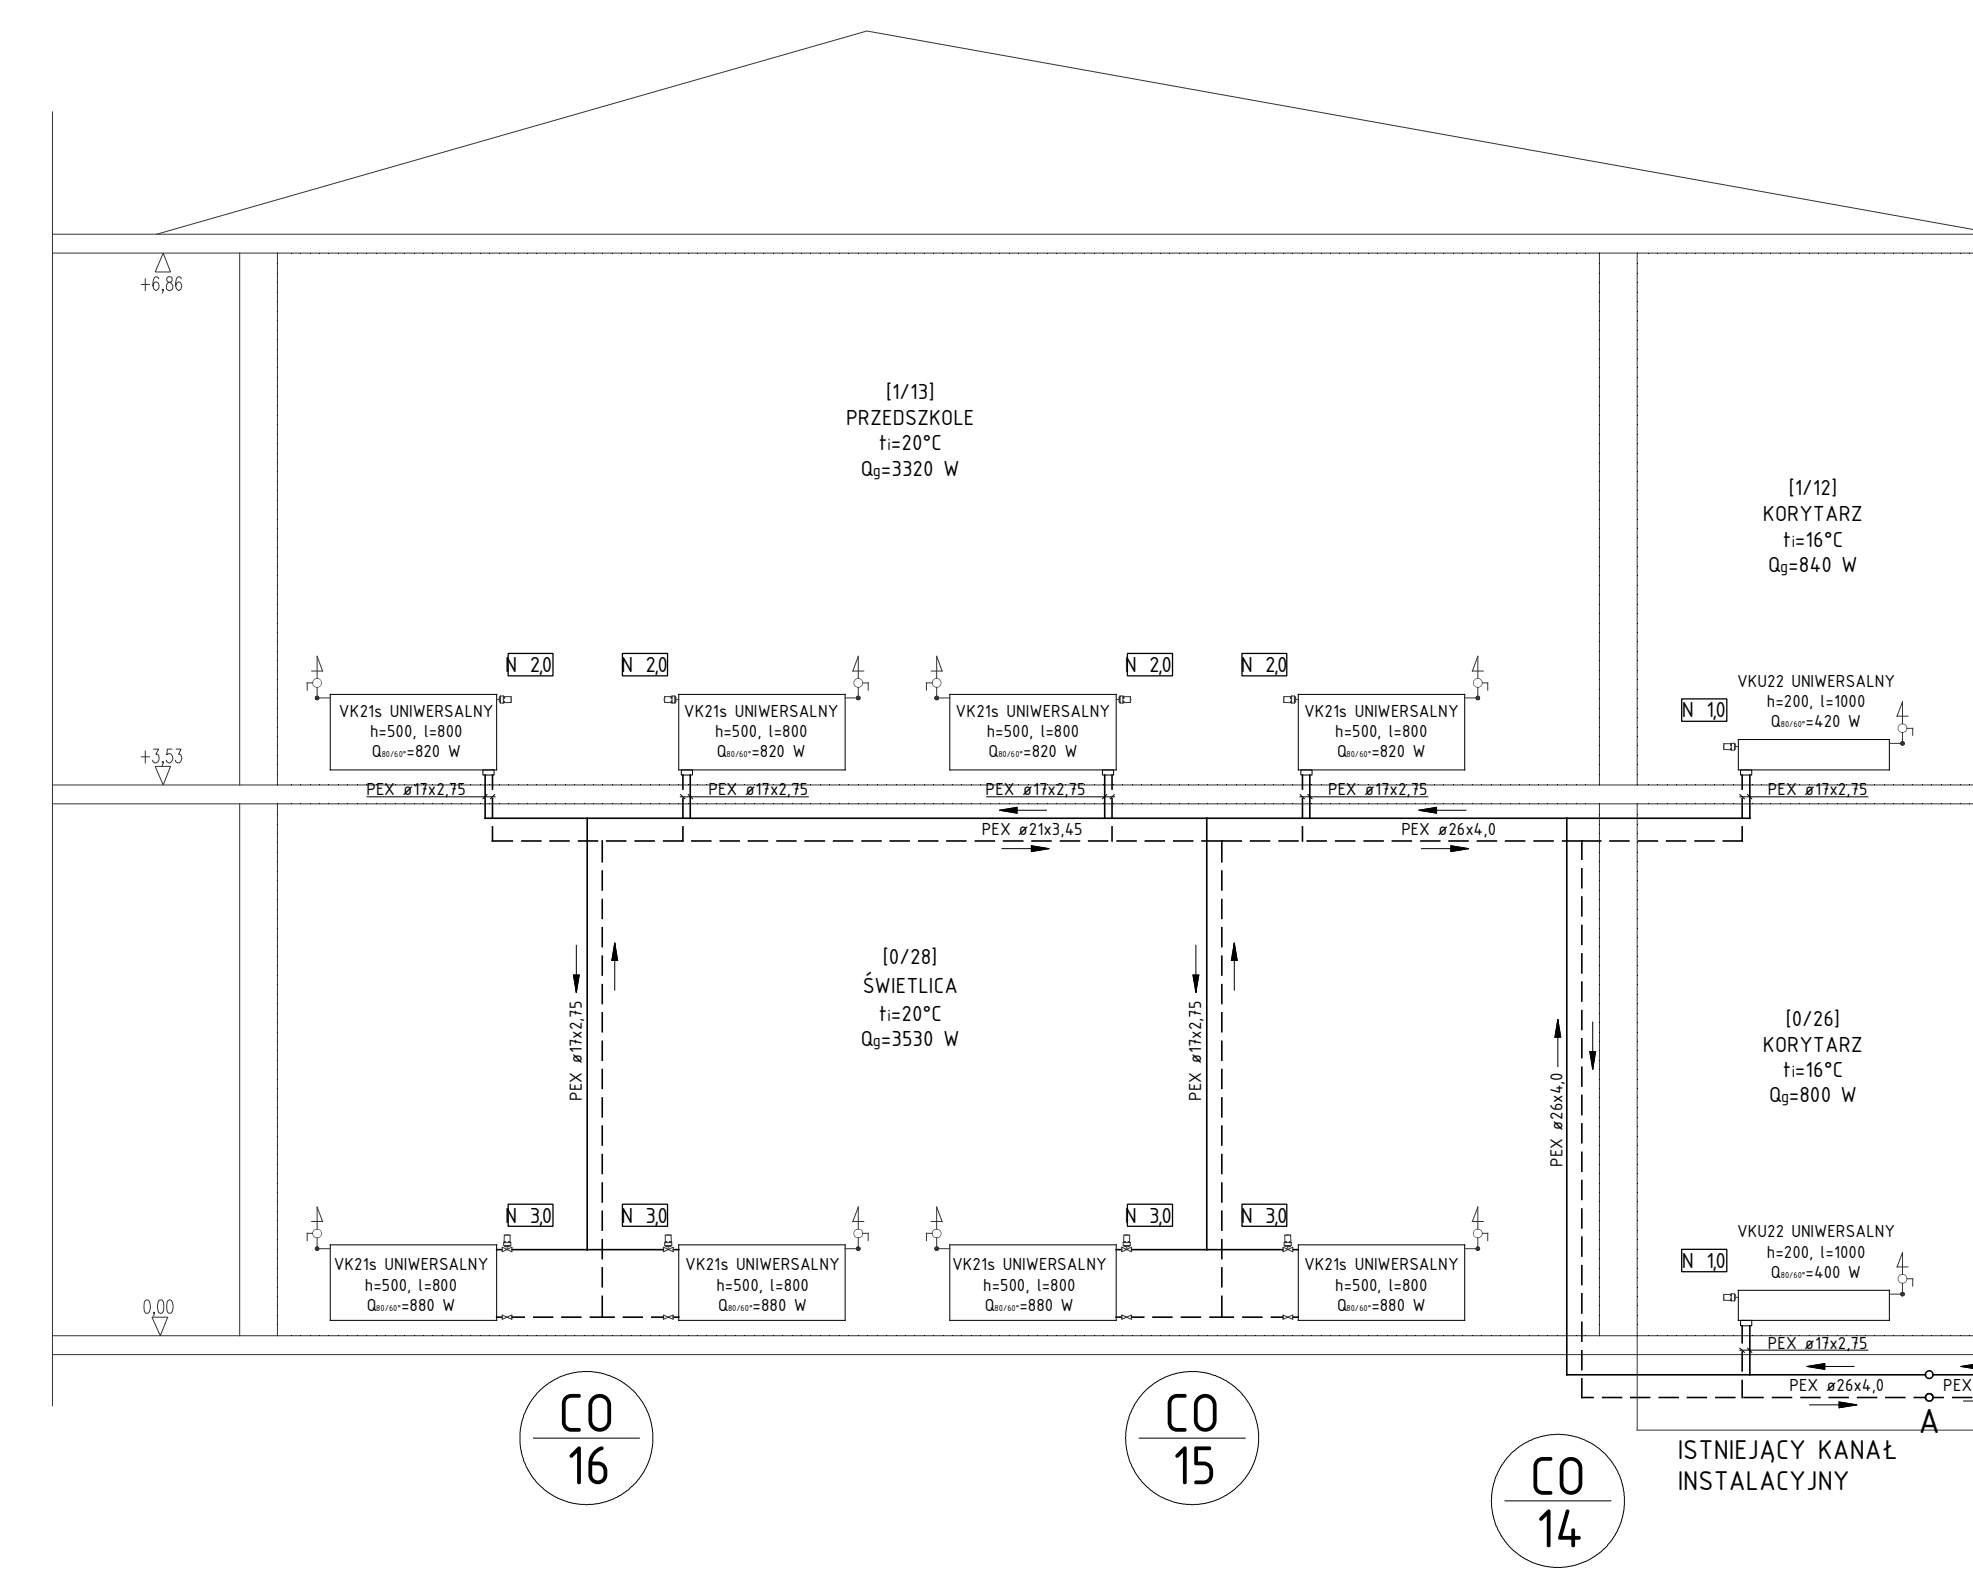 +6,86
[1/13]
PRZEDSZKOLE
ti=20°C
Qg=3320 W
[1/12]
KORYTARZ
ti=16°C
Qg=840 W
N 2,0
N 2,0
N 2,0
N 2,0
N 1,0
VK21s UNIWERSALNY
h=500, l=800
Q80/60°=820 W
VK21s UNIWERSALNY
h=500, l=800
Q80/60°=820 W
VK21s UNIWERSALNY
h=500, l=800
Q80/60°=820 W
VK21s UNIWERSALNY
h=500, l=800
Q80/60°=820 W
VKU22 UNIWERSALNY
h=200, l=1000
Q80/60°=420 W
+3,53
PEX ø17x2,75
PEX ø17x2,75
PEX ø17x2,75
PEX ø17x2,75
PEX ø17x2,75
PEX ø21x3,45
PEX ø26x4,0
[0/28]
ŚWIETLICA
ti=20°C
Qg=3530 W
PEX ø17x2,75
PEX ø17x2,75
PEX ø26x4,0
[0/26]
KORYTARZ
ti=16°C
Qg=800 W
N 3,0
N 3,0
N 3,0
N 3,0
N 1,0
VK21s UNIWERSALNY
h=500, l=800
Q80/60°=880 W
VK21s UNIWERSALNY
h=500, l=800
Q80/60°=880 W
VK21s UNIWERSALNY
h=500, l=800
Q80/60°=880 W
VK21s UNIWERSALNY
h=500, l=800
Q80/60°=880 W
VKU22 UNIWERSALNY
h=200, l=1000
Q80/60°=400 W
0,00
PEX ø17x2,75
PEX ø26x4,0
PEX
A
CO
16
CO
15
CO
14
ISTNIEJĄCY KANAŁ
INSTALACYJNY